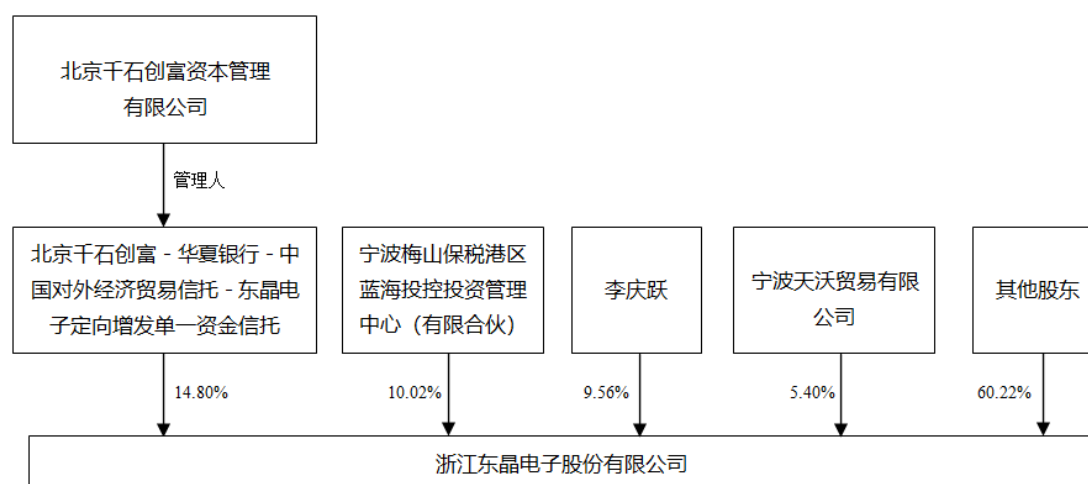 北京千石创富资本管理
有限公司
管理人
北京千石创富-华夏银行-中
国对外经济贸易信托-东晶电
子定向增发单一资金信托
宁波梅山保税港区
蓝海投控投资管理
中心（有限合伙）
李庆跃
宁波天沃贸易有限
公司
其他股东
14.80%
10.02%
9.56%
5.40%
60.22%
浙江东晶电子股份有限公司